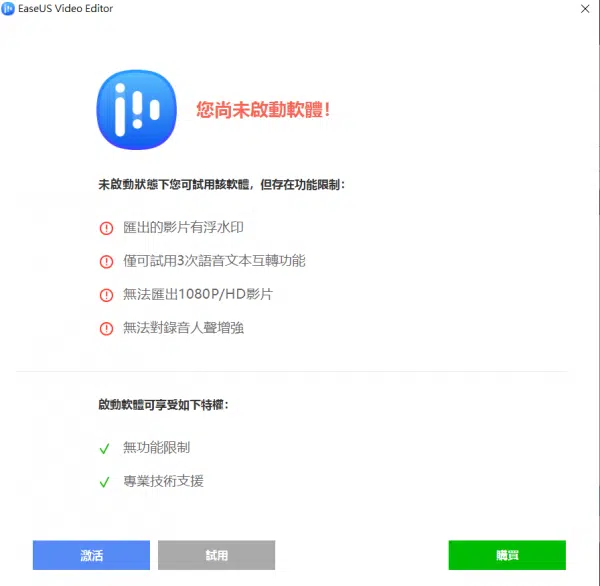 EaseUS Video Editor
您尚未啟動軟體!
未啟動狀態下您可試用該軟體，但存在功能限制：
匯出的影片有浮水印
僅可試用3次語音文本互轉功能
無法匯出1080P/HD影片
無法對錄音人聲增強
啟動軟體可享受如下特權：
無功能限制
專業技術支援
激活
試用
購買